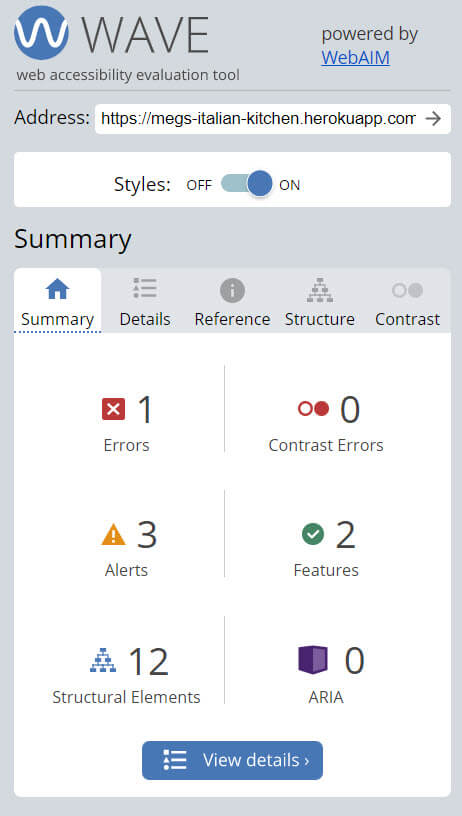 WAVE
web accessibility evaluation tool
powered by
WebAIM
Address: https://megs-italian-kitchen.herokuapp.com
Styles: OFF ON
Summary
Summary Details Reference Structure Contrast
1
Errors
0
Contrast Errors
3
Alerts
2
Features
12
Structural Elements
0
ARIA
View details ›